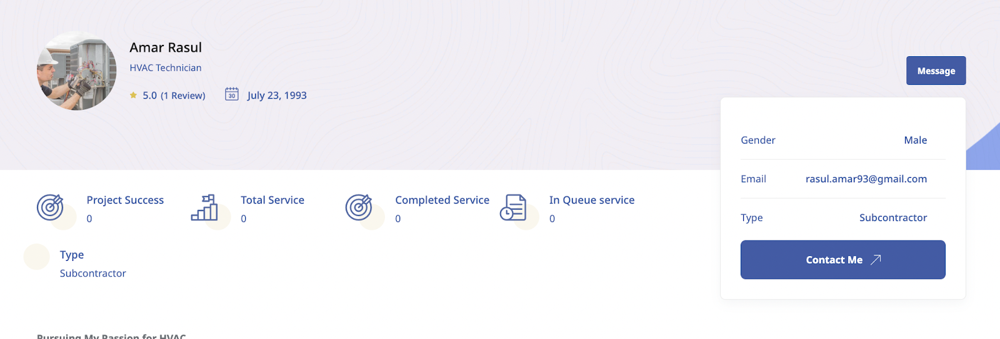 Amar Rasul
HVAC Technician
5.0 (1 Review)
30
July 23, 1993
Message
Gender
Male
Email
rasul.amar93@gmail.com
Type
Subcontractor
Contact Me
Project Success
0
Total Service
0
Completed Service
0
In Queue service
0
Type
Subcontractor
Pursuing My Passion for HVAC